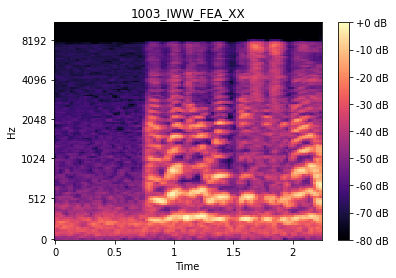 1003_IWW_FEA_XX
+0 dB
8192
-10 dB
4096
-20 dB
-30 dB
2048
Hz
-40 dB
1024
-50 dB
512
-60 dB
-70 dB
0
-80 dB
0 0.5 1 1.5 2
Time